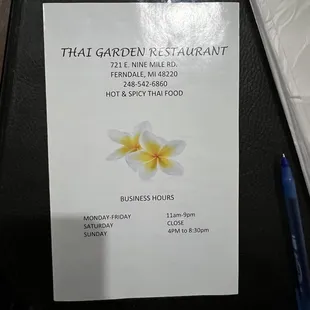 THAI GARDEN RESTAURANT
721 E. NINE MILE RD.
FERNDALE, MI 48220
248-542-6860
HOT & SPICY THAI FOOD
BUSINESS HOURS
MONDAY-FRIDAY 11am-9pm
SATURDAY CLOSE
SUNDAY 4PM to 8:30pm